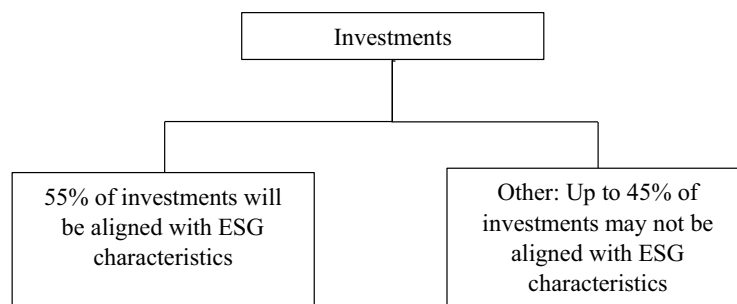 Investments
55% of investments will
be aligned with ESG
characteristics
Other: Up to 45% of
investments may not be
aligned with ESG
characteristics